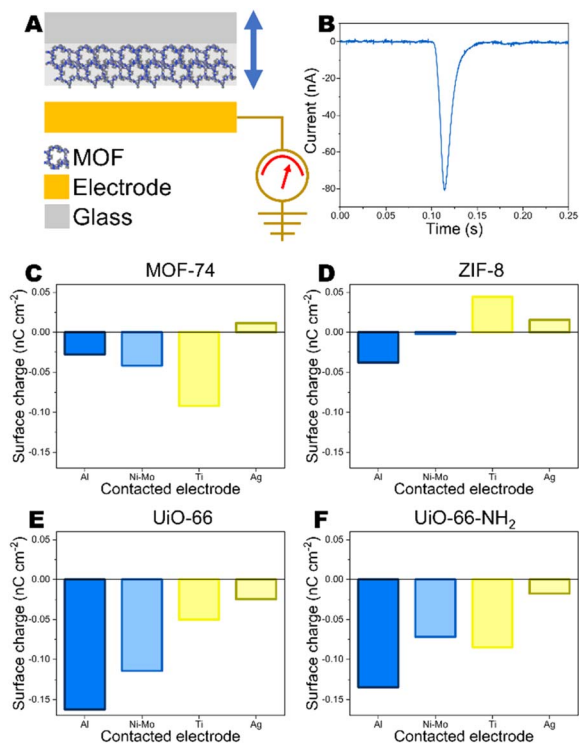 A
MOF
Electrode
Glass
B
Current (nA)
0
-20
-40
-60
-80
0.00 0.05 0.10 0.15 0.20 0.25
Time (s)
C
MOF-74
Surface charge (nC cm⁻²)
0.05
0.00
-0.05
-0.10
-0.15
Al Ni-Mo Ti Ag
Contacted electrode
D
ZIF-8
Surface charge (nC cm⁻²)
0.05
0.00
-0.05
-0.10
-0.15
Al Ni-Mo Ti Ag
Contacted electrode
E
UiO-66
Surface charge (nC cm⁻²)
0.05
0.00
-0.05
-0.10
-0.15
Al Ni-Mo Ti Ag
Contacted electrode
F
UiO-66-NH₂
Surface charge (nC cm⁻²)
0.05
0.00
-0.05
-0.10
-0.15
Al Ni-Mo Ti Ag
Contacted electrode